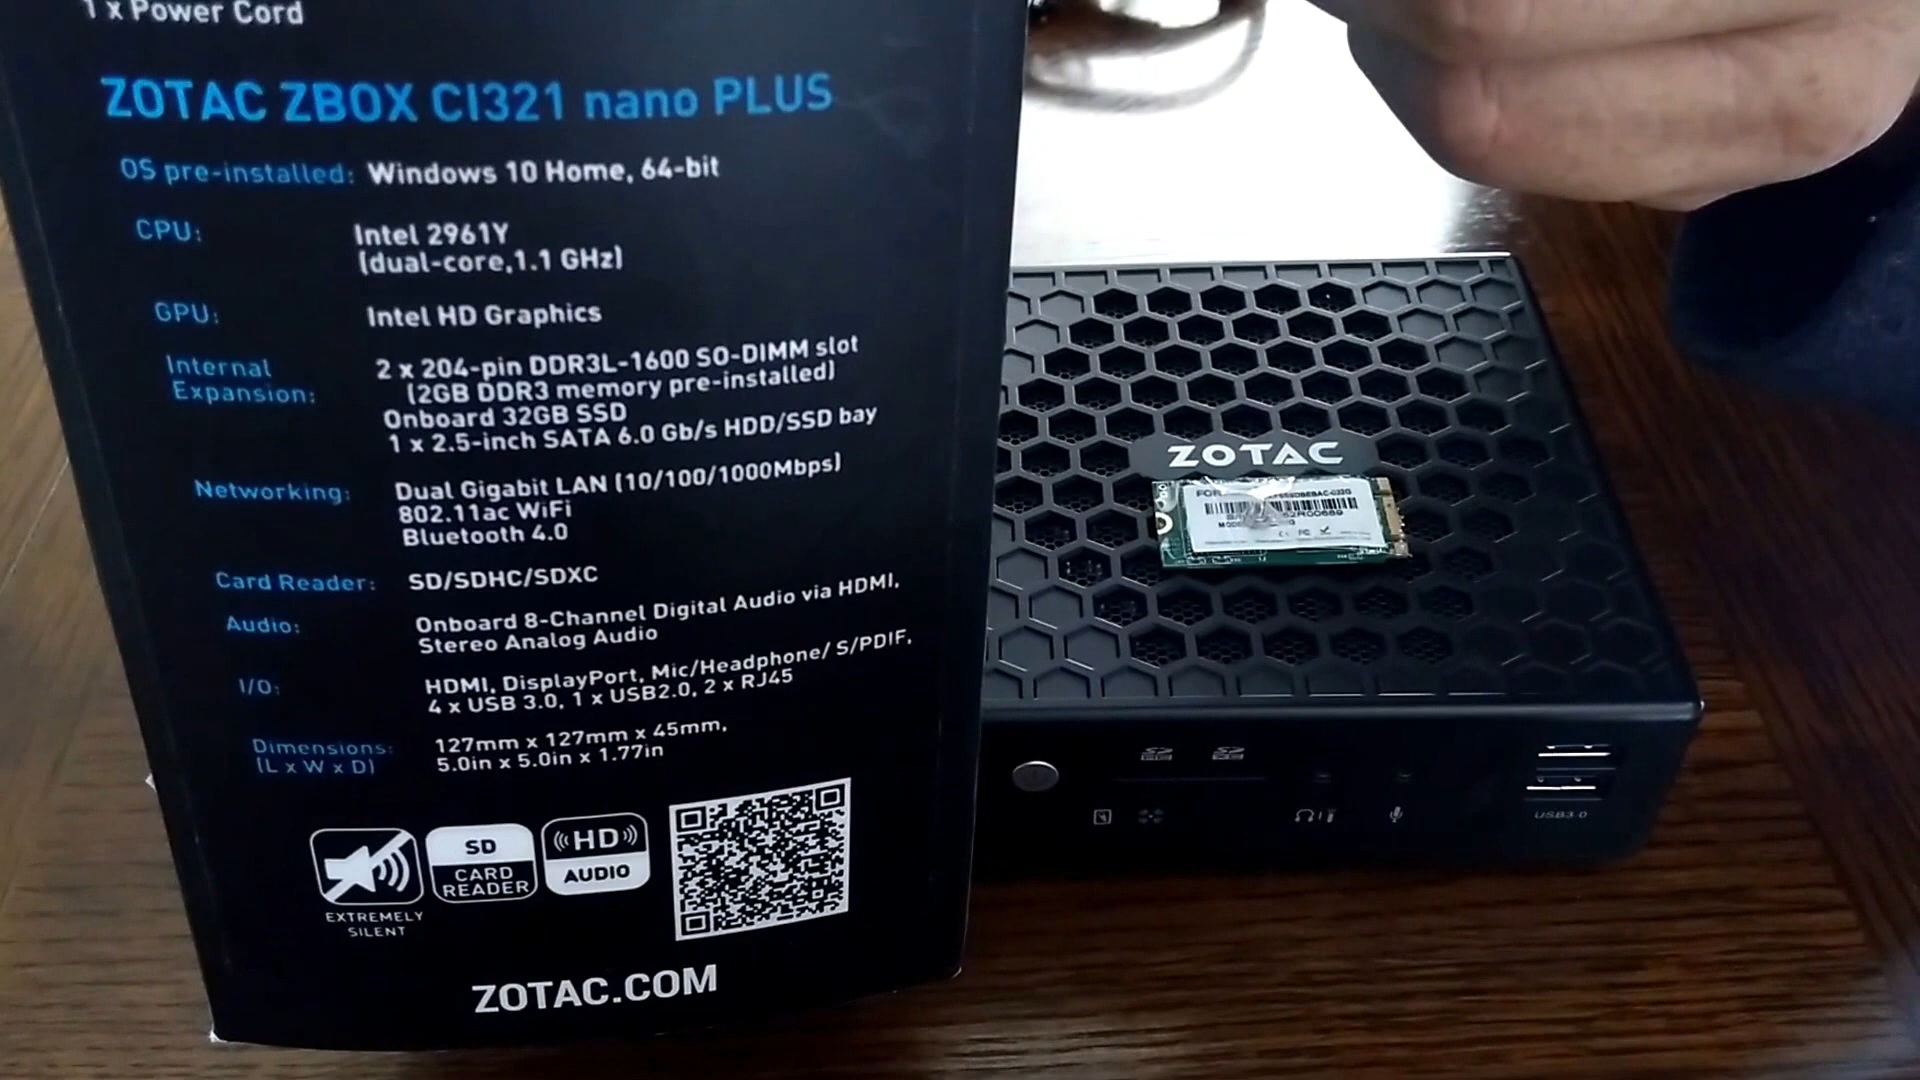 1 x Power Cord
ZOTAC ZBOX CI321 nano PLUS
OS pre-installed: Windows 10 Home, 64-bit
CPU: Intel 2961Y
(dual-core,1.1 GHz)
GPU: Intel HD Graphics
Internal Expansion: 2 x 204-pin DDR3L-1600 SO-DIMM slot
(2GB DDR3 memory pre-installed)
Onboard 32GB SSD
1 x 2.5-inch SATA 6.0 Gb/s HDD/SSD bay
Networking: Dual Gigabit LAN (10/100/1000Mbps)
802.11ac WiFi
Bluetooth 4.0
Card Reader: SD/SDHC/SDXC
Audio: Onboard 8-Channel Digital Audio via HDMI,
Stereo Analog Audio
I/O: HDMI, DisplayPort, Mic/Headphone/ S/PDIF,
4 x USB 3.0, 1 x USB2.0, 2 x RJ45
Dimensions: 127mm x 127mm x 45mm,
(L x W x D) 5.0in x 5.0in x 1.77in
EXTREMELY
SILENT
SD
CARD
READER
HD
AUDIO
ZOTAC.COM
ZOTAC
USB3.0